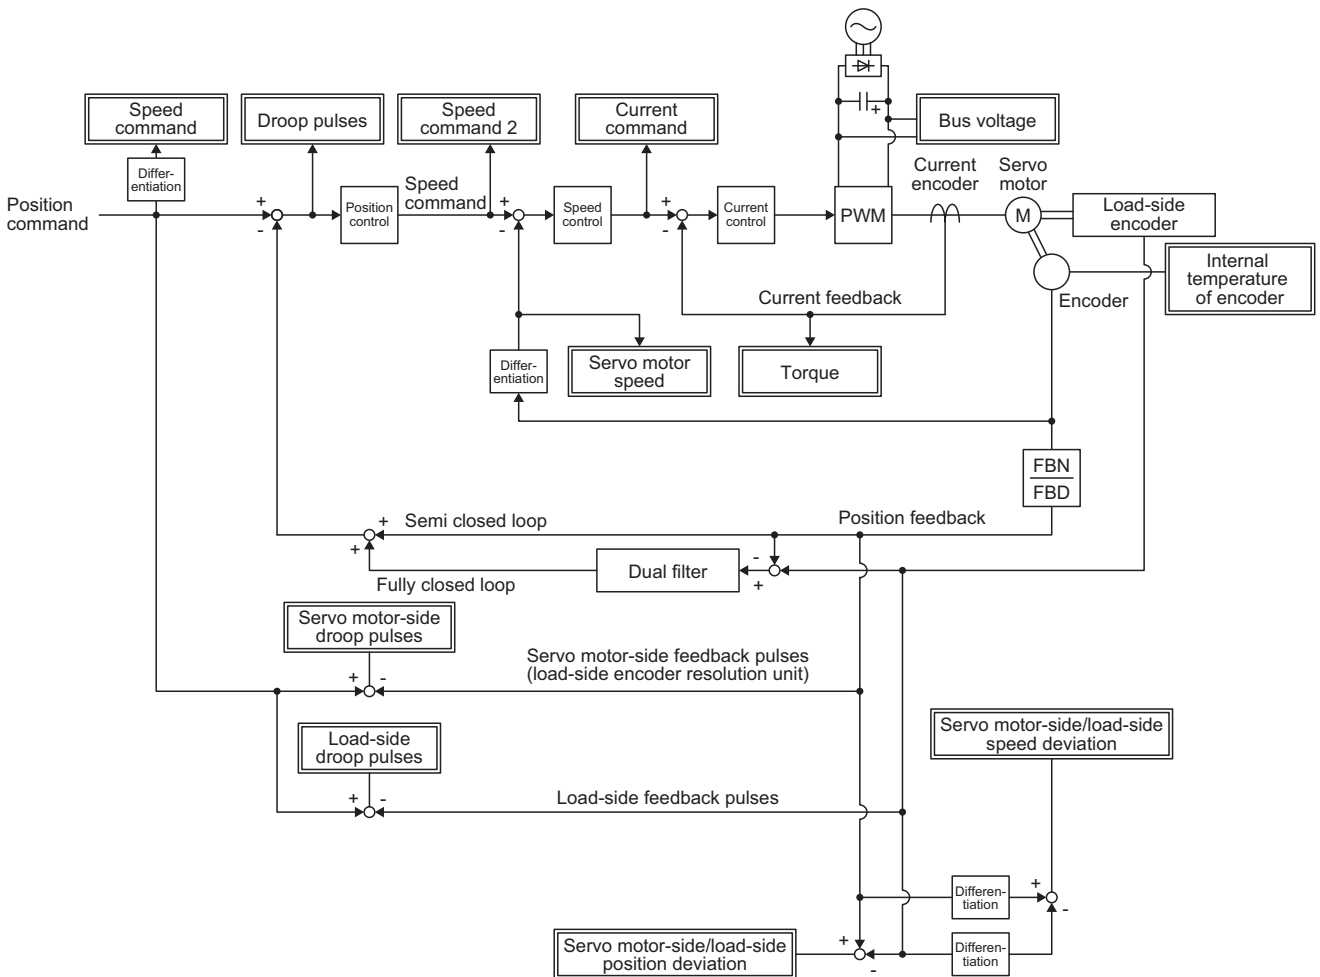 Speed
command
Droop pulses
Speed
command 2
Current
command
+
Bus voltage
Differ-
entiation
Position
command
+
-
Position
control
Speed
command
+
-
Speed
control
+
-
Current
control
PWM
Current
encoder
Servo
motor
M
Load-side
encoder
Internal
temperature
of encoder
Encoder
Current feedback
Differ-
entiation
Servo motor
speed
Torque
FBN
FBD
Semi closed loop
Position feedback
+
+
-
+
Dual filter
Fully closed loop
Servo motor-side
droop pulses
+
-
Servo motor-side feedback pulses
(load-side encoder resolution unit)
Load-side
droop pulses
+
-
Load-side feedback pulses
Servo motor-side/load-side
speed deviation
Differen-
tiation
+
-
Servo motor-side/load-side
position deviation
+
-
Differen-
tiation